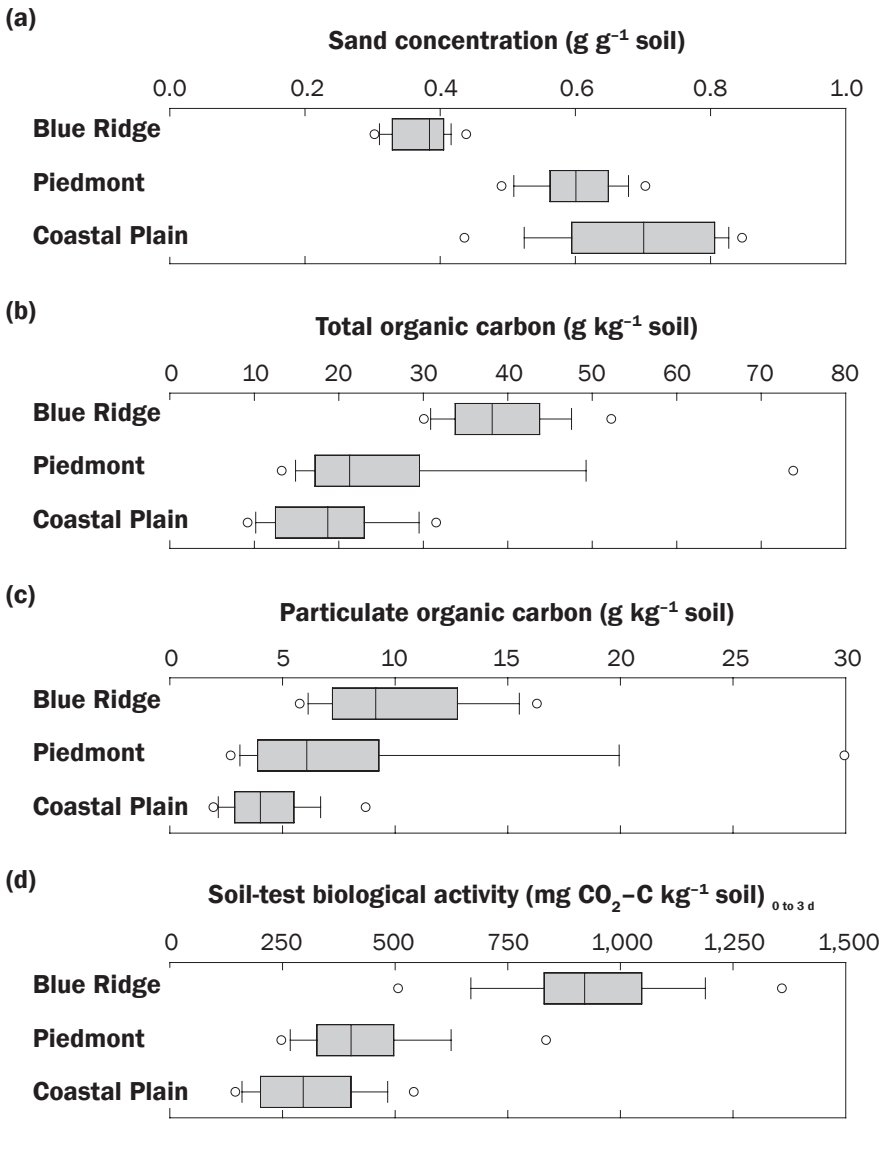 (a)
Sand concentration (g g⁻¹ soil)
0.0 0.2 0.4 0.6 0.8 1.0
Blue Ridge
Piedmont
Coastal Plain
(b)
Total organic carbon (g kg⁻¹ soil)
0 10 20 30 40 50 60 70 80
Blue Ridge
Piedmont
Coastal Plain
(c)
Particulate organic carbon (g kg⁻¹ soil)
0 5 10 15 20 25 30
Blue Ridge
Piedmont
Coastal Plain
(d)
Soil-test biological activity (mg CO₂–C kg⁻¹ soil) 0 to 3 d
0 250 500 750 1,000 1,250 1,500
Blue Ridge
Piedmont
Coastal Plain